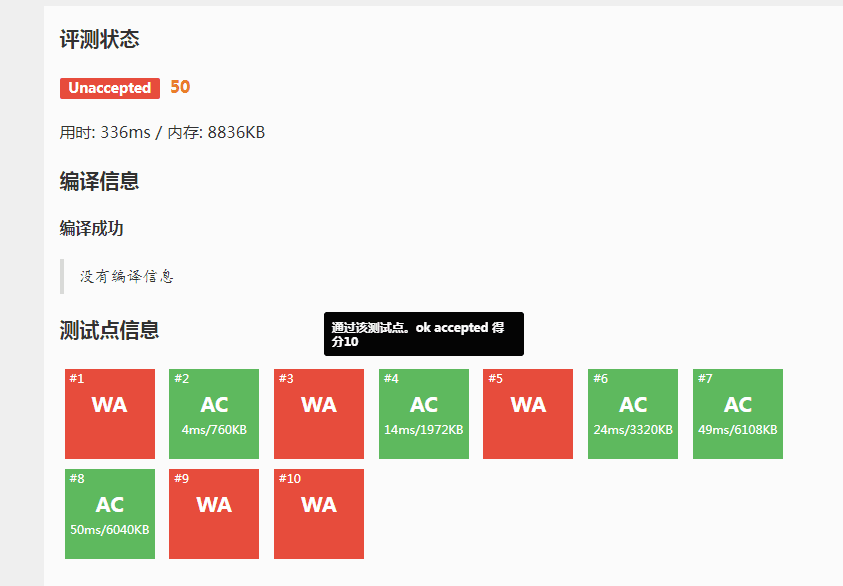 评测状态
Unaccepted 50
用时: 336ms / 内存: 8836KB
编译信息
编译成功
没有编译信息
测试点信息
通过该测试点。ok accepted 得
分10
#1 #2 #3 #4 #5 #6 #7
WA AC WA AC WA AC AC
4ms/760KB 14ms/1972KB 24ms/3320KB 49ms/6108KB
#8 #9 #10
AC WA WA
50ms/6040KB